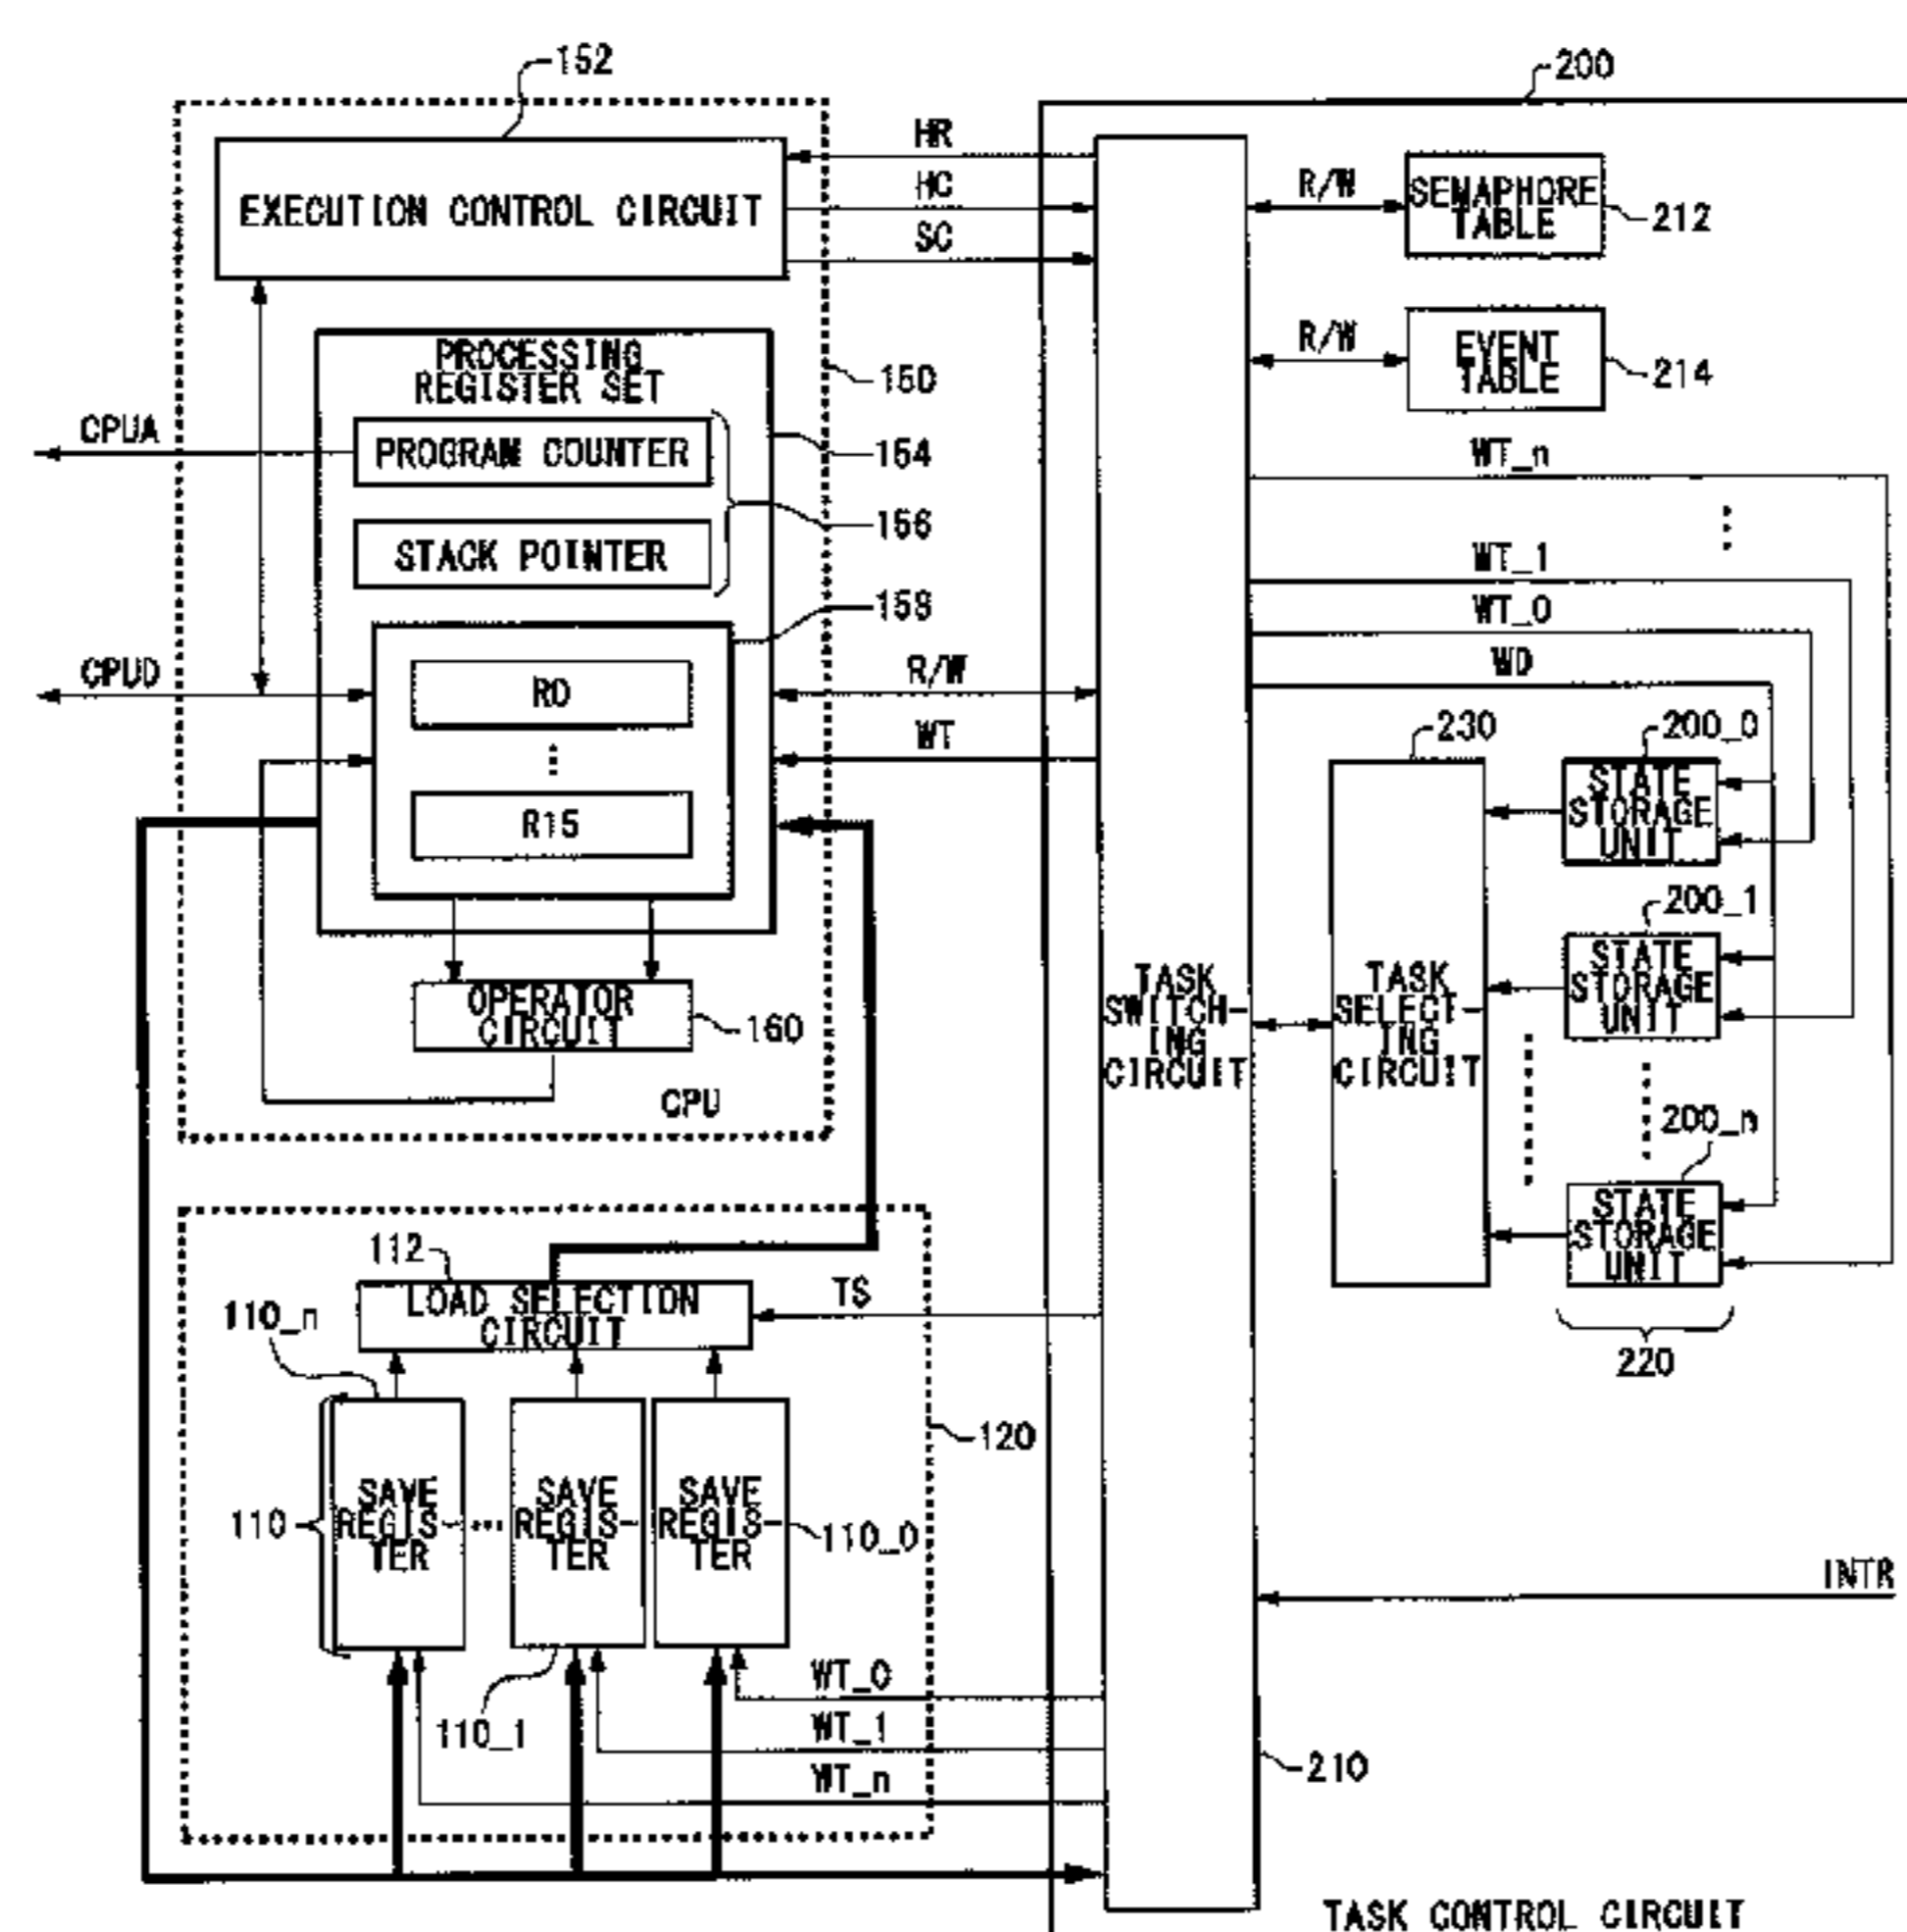 152
200
EXECUTION CONTROL CIRCUIT
HR
HC
SC
R/W
SEMAPHORE
TABLE
212
R/W
EVENT
TABLE
214
PROCESSING
REGISTER SET
150
CPUA
PROGRAM COUNTER
154
156
STACK POINTER
158
WT_n
⋮
WT_1
WT_0
WD
CPUD
R0
⋮
R15
R/W
WT
230
200_0
STATE
STORAGE
UNIT
200_1
STATE
STORAGE
UNIT
200_n
STATE
STORAGE
UNIT
220
OPERATOR
CIRCUIT
160
CPU
TASK
SWITCH-
ING
CIRCUIT
TASK
SELECT-
ING
CIRCUIT
112
LOAD SELECTION
CIRCUIT
TS
110_n
110
SAVE
REGIS-
TER
...
SAVE
REGIS-
TER
SAVE
REGIS-
TER
110_0
120
110_1
INTR
WT_0
WT_1
WT_n
210
TASK CONTROL CIRCUIT